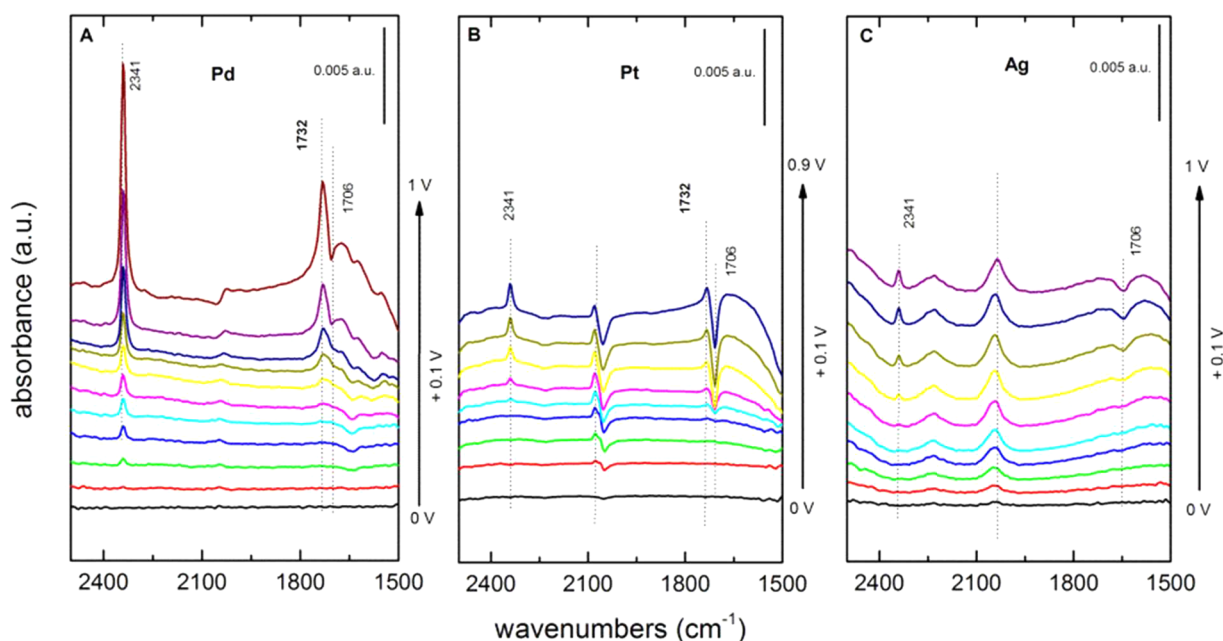 absorbance (a.u.)
A
Pd
2341
1732
1706
0.005 a.u.
1 V
+ 0.1 V
0 V
2400 2100 1800 1500
B
Pt
2341
1732
1706
0.005 a.u.
0.9 V
+ 0.1 V
0 V
2400 2100 1800 1500
C
Ag
2341
1706
0.005 a.u.
1 V
+ 0.1 V
0 V
2400 2100 1800 1500
wavenumbers (cm⁻¹)